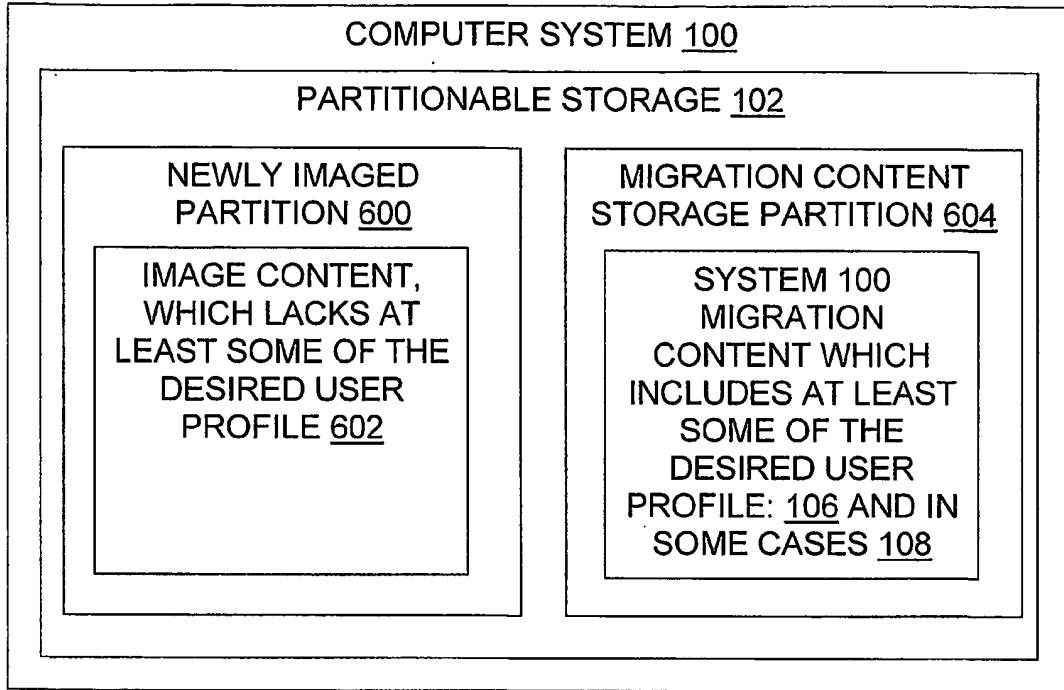 COMPUTER SYSTEM 100
PARTITIONABLE STORAGE 102
NEWLY IMAGED
PARTITION 600
IMAGE CONTENT,
WHICH LACKS AT
LEAST SOME OF THE
DESIRED USER
PROFILE 602
MIGRATION CONTENT
STORAGE PARTITION 604
SYSTEM 100
MIGRATION
CONTENT WHICH
INCLUDES AT LEAST
SOME OF THE
DESIRED USER
PROFILE: 106 AND IN
SOME CASES 108